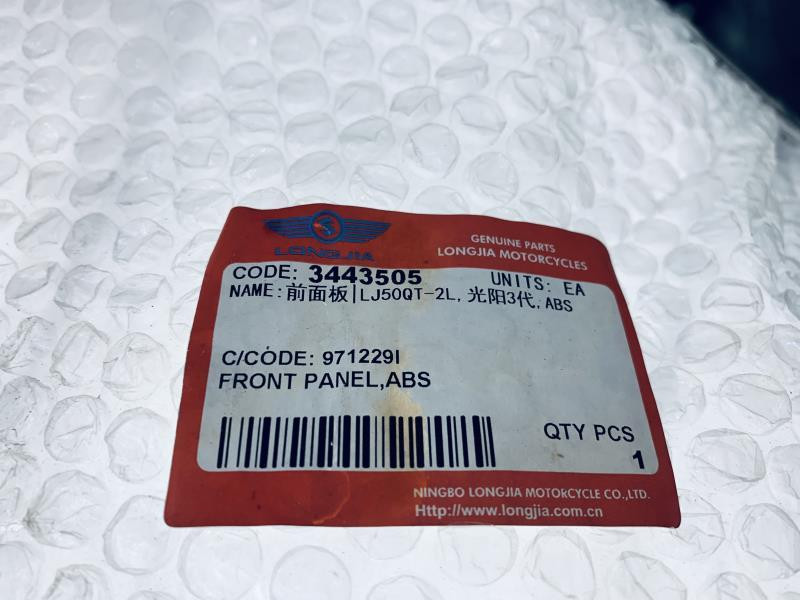 LONGJIA
GENUINE PARTS
LONGJIA MOTORCYCLES
CODE: 3443505 UNITS: EA
NAME:前面板|LJ50QT-2L,光阳3代,ABS
C/CODE: 971229I
FRONT PANEL,ABS
QTY PCS
1
NINGBO LONGJIA MOTORCYCLE CO.,LTD.
Http://www.longjia.com.cn